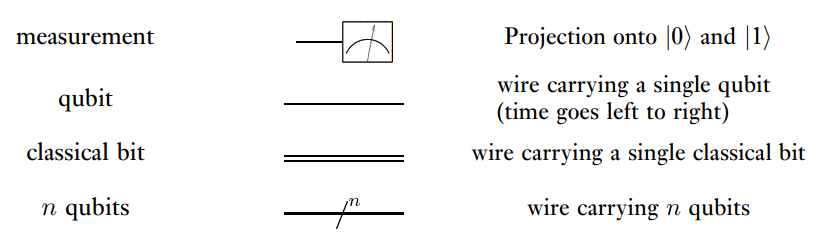 measurement Projection onto |0⟩ and |1⟩
qubit wire carrying a single qubit
(time goes left to right)
classical bit wire carrying a single classical bit
n qubits n wire carrying n qubits